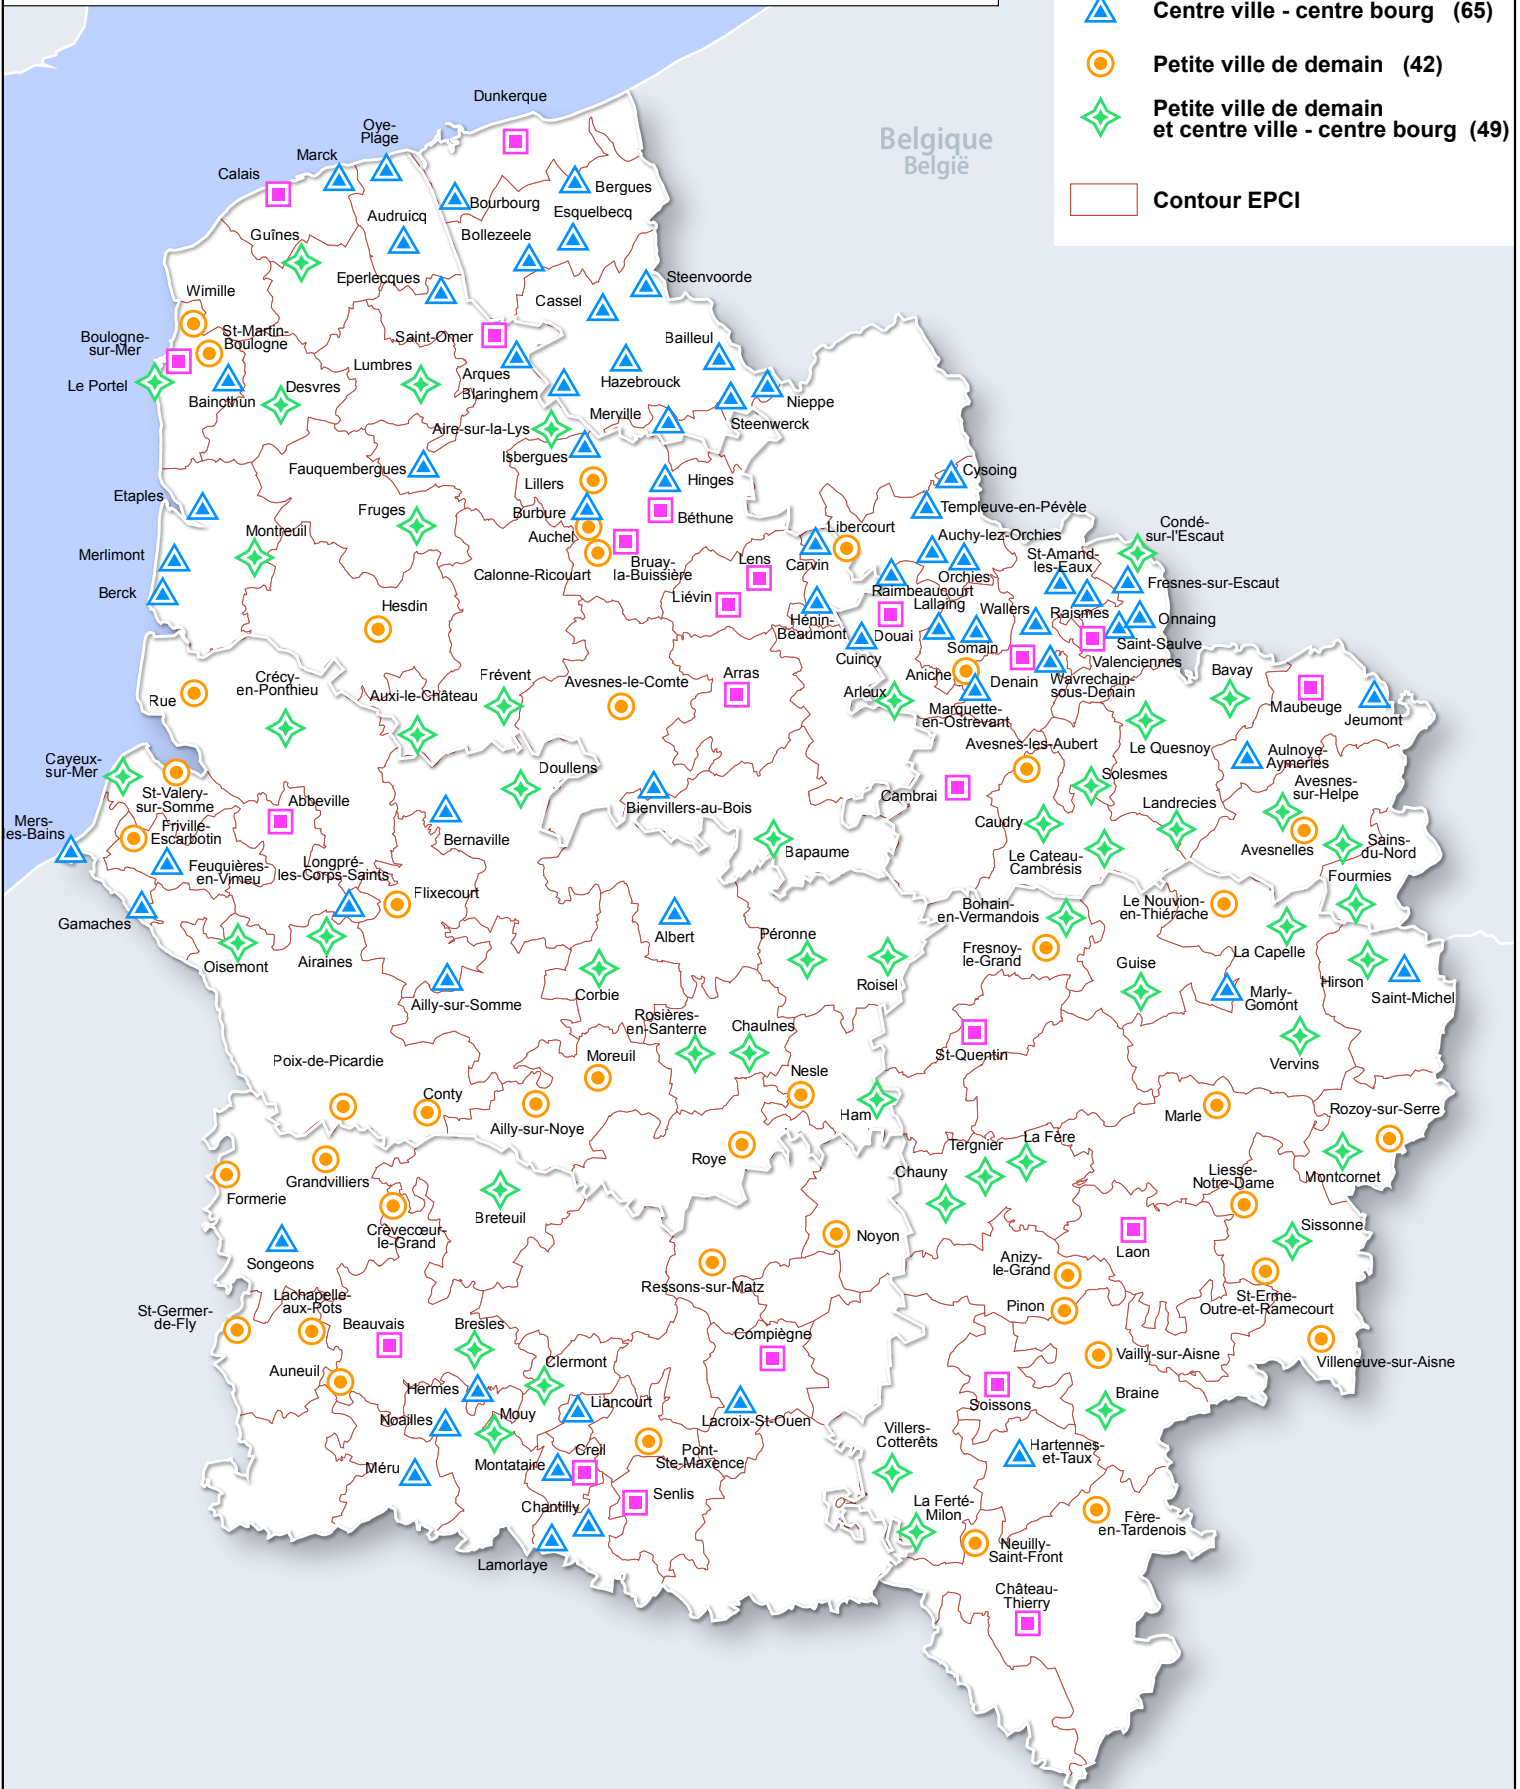 Centre ville - centre bourg (65)
Petite ville de demain (42)
Petite ville de demain
et centre ville - centre bourg (49)
Contour EPCI
Belgique
België
Dunkerque
Oye-
Plage
Marck
Calais
Bergues
Bourbourg
Audruicq
Esquelbecq
Guînes
Bollezeele
Eperlecques
Steenvoorde
Wimille
Cassel
St-Martin-
Boulogne
Boulogne-
sur-Mer
Saint-Omer
Bailleul
Lumbres
Arques
Le Portel
Desvres
Hazebrouck
Blaringhem
Baincthun
Nieppe
Merville
Steenwerck
Aire-sur-la-Lys
Isbergues
Fauquembergues
Cysoing
Lillers
Hinges
Etaples
Fruges
Burbure
Béthune
Templeuve-en-Pévèle
Montreuil
Auchel
Libercourt
Condé-
sur-l'Escaut
Auchy-lez-Orchies
Merlimont
Bruay-
la-Buissière
Calonne-Ricouart
Lens
Carvin
St-Amand-
les-Eaux
Orchies
Fresnes-sur-Escaut
Berck
Liévin
Raimbeaucourt
Hesdin
Lallaing
Wallers
Raismes
Hénin-
Beaumont
Onnaing
Douai
Saint-Saulve
Somain
Cuincy
Valenciennes
Crécy-
en-Ponthieu
Frévent
Avesnes-le-Comte
Arras
Aniche
Denain
Wavrechain-
sous-Denain
Bavay
Rue
Auxi-le-Château
Arleux
Marquette-
en-Ostrevant
Maubeuge
Jeumont
Avesnes-les-Aubert
Le Quesnoy
Aulnoye-
Aymeries
Cayeux-
sur-Mer
Doullens
Solesmes
Avesnes-
sur-Helpe
St-Valery-
sur-Somme
Abbeville
Bienvillers-au-Bois
Cambrai
Landrecies
Mers-
les-Bains
Friville-
Escarbotin
Bernaville
Caudry
Bapaume
Avesnelles
Sains-
du-Nord
Feuquières-
en-Vimeu
Longpré-
les-Corps-Saints
Le Cateau-
Cambrésis
Fourmies
Flixecourt
Bohain-
en-Vermandois
Le Nouvion-
en-Thiérache
Gamaches
Albert
Péronne
Fresnoy-
le-Grand
La Capelle
Oisemont
Airaines
Guise
Hirson
Corbie
Roisel
Marly-
Gomont
Saint-Michel
Ailly-sur-Somme
Rosières-
en-Santerre
Chaulnes
St-Quentin
Poix-de-Picardie
Moreuil
Vervins
Nesle
Conty
Ham
Marle
Rozoy-sur-Serre
Ailly-sur-Noye
Roye
Tergnier
La Fère
Chauny
Liesse-
Notre-Dame
Montcornet
Grandvilliers
Formerie
Breteuil
Crèvecœur-
le-Grand
Noyon
Laon
Sissonne
Songeons
Anizy-
le-Grand
Ressons-sur-Matz
Lachapelle-
aux-Pots
St-Erme-
Outre-et-Ramecourt
St-Germer-
de-Fly
Pinon
Beauvais
Bresles
Compiègne
Vailly-sur-Aisne
Villeneuve-sur-Aisne
Clermont
Auneuil
Hermes
Braine
Liancourt
Soissons
Noailles
Mouy
Lacroix-St-Ouen
Villers-
Cotterêts
Hartennes-
et-Taux
Creil
Pont-
Ste-Maxence
Montataire
Méru
Senlis
Chantilly
La Ferté-
Milon
Fère-
en-Tardenois
Neuilly-
Saint-Front
Lamorlaye
Château-
Thierry